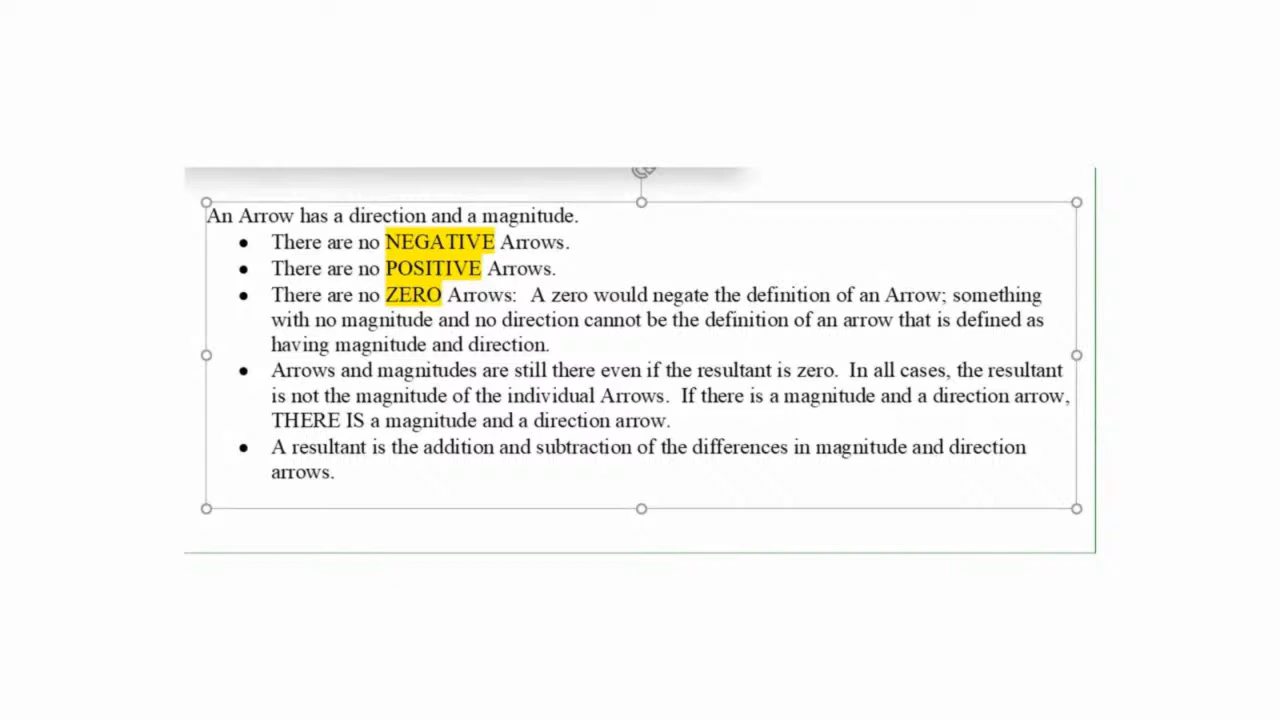 An Arrow has a direction and a magnitude.
• There are no NEGATIVE Arrows.
• There are no POSITIVE Arrows.
• There are no ZERO Arrows:  A zero would negate the definition of an Arrow; something
with no magnitude and no direction cannot be the definition of an arrow that is defined as
having magnitude and direction.
• Arrows and magnitudes are still there even if the resultant is zero.  In all cases, the resultant
is not the magnitude of the individual Arrows.  If there is a magnitude and a direction arrow,
THERE IS a magnitude and a direction arrow.
• A resultant is the addition and subtraction of the differences in magnitude and direction
arrows.